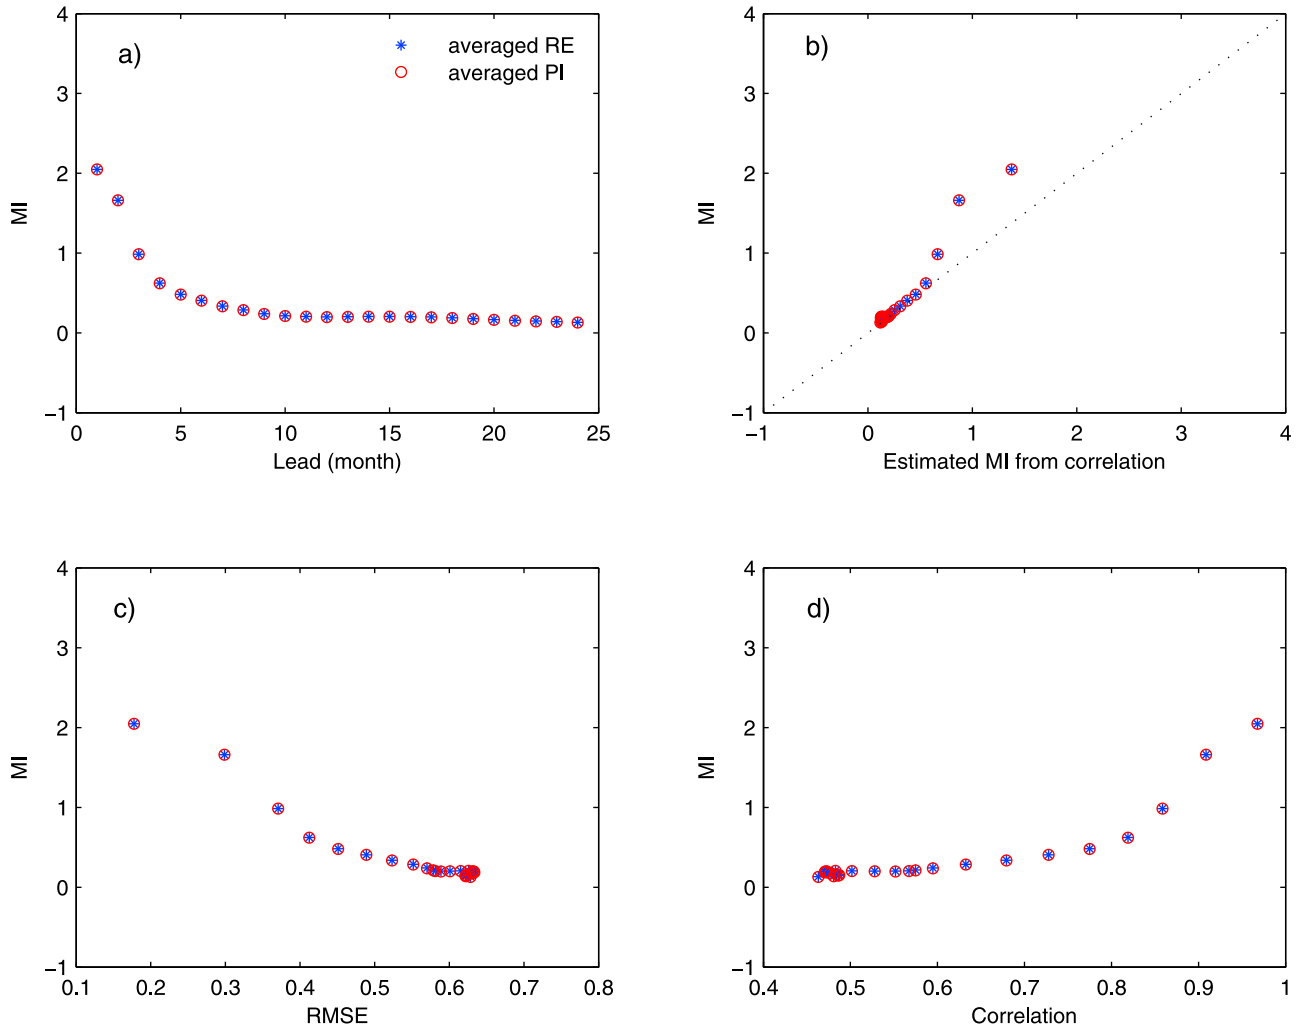 a)
averaged RE
averaged PI
4
3
2
1
0
−1
MI
0 5 10 15 20 25
Lead (month)
b)
4
3
2
1
0
−1
MI
−1 0 1 2 3 4
Estimated MI from correlation
c)
4
3
2
1
0
−1
MI
0.1 0.2 0.3 0.4 0.5 0.6 0.7 0.8
RMSE
d)
4
3
2
1
0
−1
MI
0.4 0.5 0.6 0.7 0.8 0.9 1
Correlation